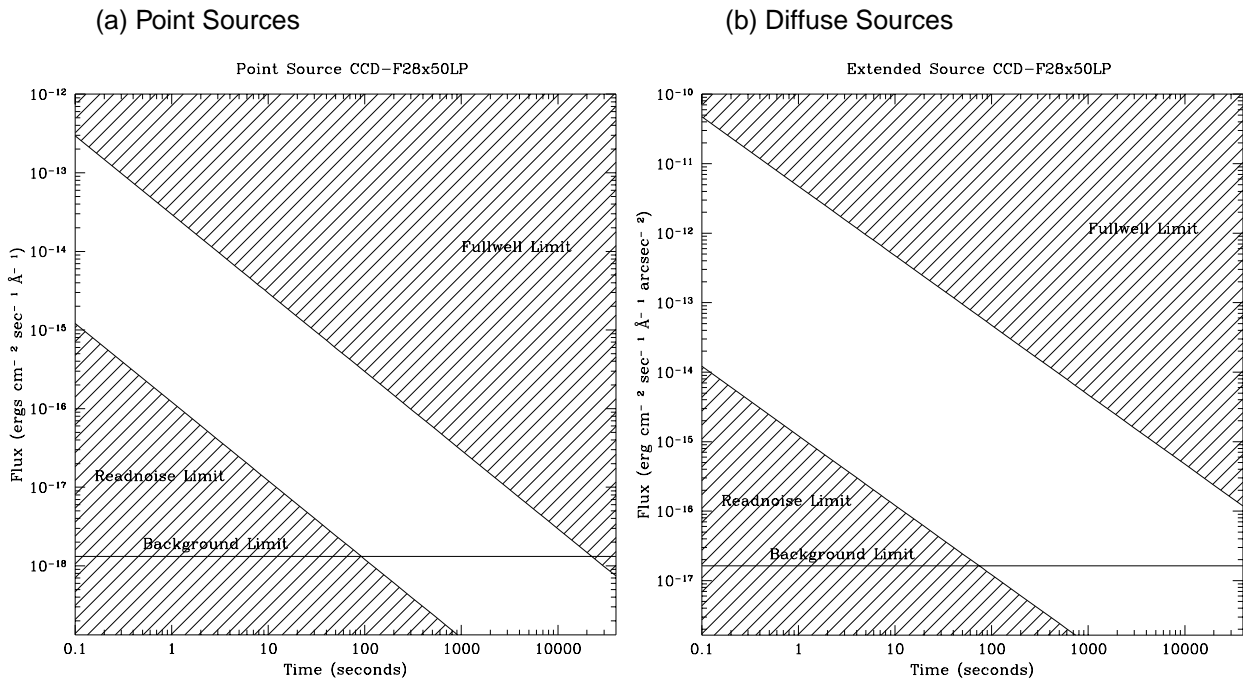 (a) Point Sources
Point Source CCD-F28x50LP
Flux (ergs cm⁻² sec⁻¹ Å⁻¹)
10⁻¹²
10⁻¹³
10⁻¹⁴
10⁻¹⁵
10⁻¹⁶
10⁻¹⁷
10⁻¹⁸
Fullwell Limit
Readnoise Limit
Background Limit
0.1 1 10 100 1000 10000
Time (seconds)
(b) Diffuse Sources
Extended Source CCD-F28x50LP
Flux (erg cm⁻² sec⁻¹ Å⁻¹ arcsec⁻²)
10⁻¹⁰
10⁻¹¹
10⁻¹²
10⁻¹³
10⁻¹⁴
10⁻¹⁵
10⁻¹⁶
10⁻¹⁷
Fullwell Limit
Readnoise Limit
Background Limit
0.1 1 10 100 1000 10000
Time (seconds)